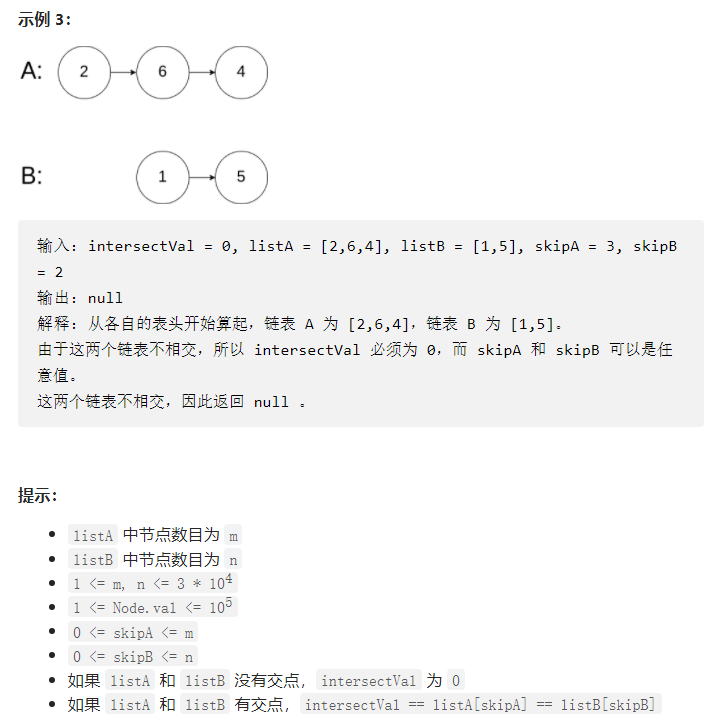 示例 3：
A: 2 6 4
B: 1 5
输入：intersectVal = 0, listA = [2,6,4], listB = [1,5], skipA = 3, skipB
= 2
输出：null
解释：从各自的表头开始算起，链表 A 为 [2,6,4]，链表 B 为 [1,5]。
由于这两个链表不相交，所以 intersectVal 必须为 0，而 skipA 和 skipB 可以是任
意值。
这两个链表不相交，因此返回 null 。
提示：
• listA 中节点数目为 m
• listB 中节点数目为 n
• 1 <= m, n <= 3 * 10⁴
• 1 <= Node.val <= 10⁵
• 0 <= skipA <= m
• 0 <= skipB <= n
• 如果 listA 和 listB 没有交点，intersectVal 为 0
• 如果 listA 和 listB 有交点，intersectVal == listA[skipA] == listB[skipB]